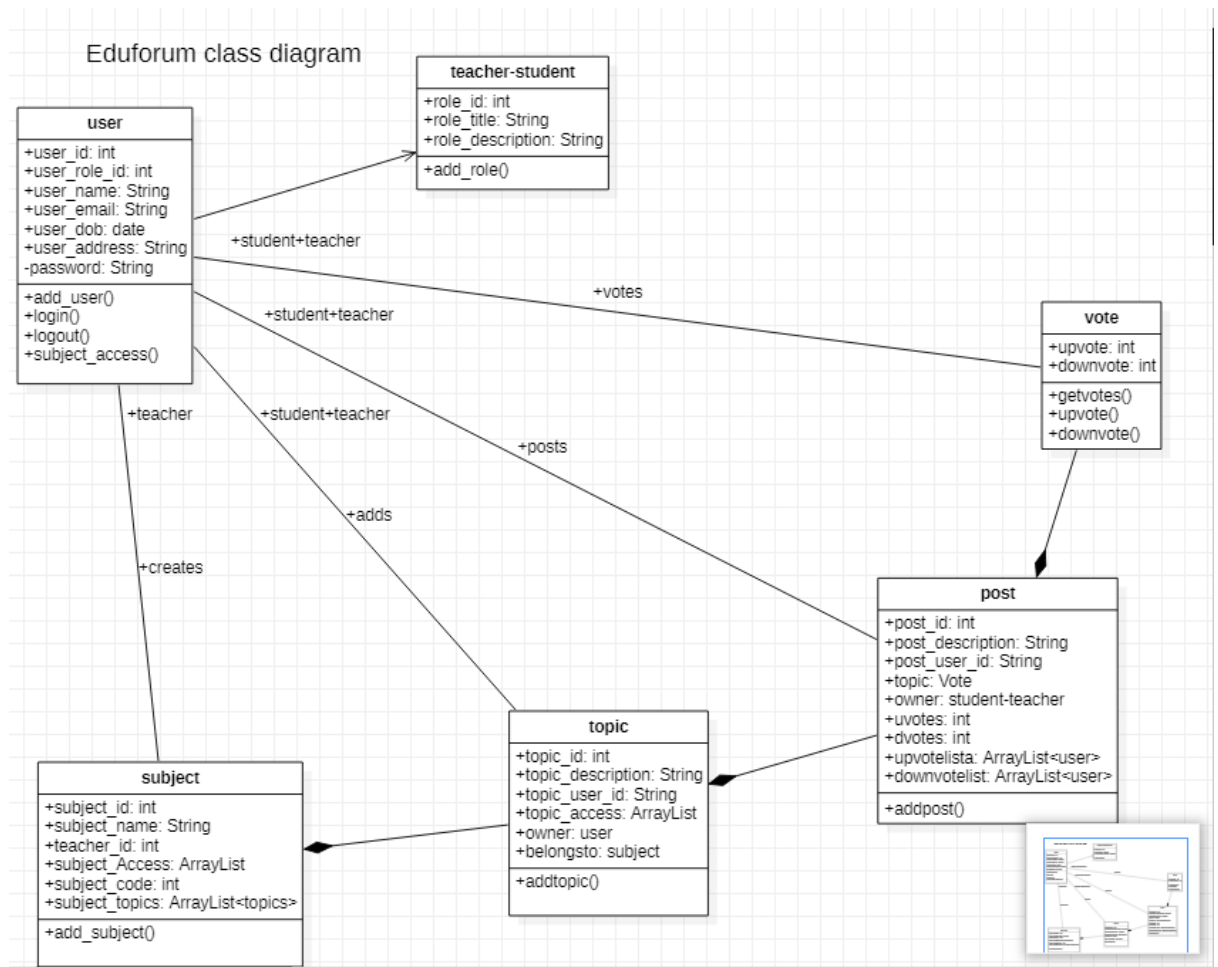 Eduforum class diagram
teacher-student
+role_id: int
+role_title: String
+role_description: String
+add_role()
user
+user_id: int
+user_role_id: int
+user_name: String
+user_email: String
+user_dob: date
+user_address: String
-password: String
+add_user()
+login()
+logout()
+subject_access()
+student+teacher
+votes
+student+teacher
+posts
+student+teacher
+adds
+teacher
+creates
vote
+upvote: int
+downvote: int
+getvotes()
+upvote()
+downvote()
post
+post_id: int
+post_description: String
+post_user_id: String
+topic: Vote
+owner: student-teacher
+uvotes: int
+dvotes: int
+upvotelista: ArrayList<user>
+downvotelist: ArrayList<user>
+addpost()
topic
+topic_id: int
+topic_description: String
+topic_user_id: String
+topic_access: ArrayList
+owner: user
+belongsto: subject
+addtopic()
subject
+subject_id: int
+subject_name: String
+teacher_id: int
+subject_Access: ArrayList
+subject_code: int
+subject_topics: ArrayList<topics>
+add_subject()